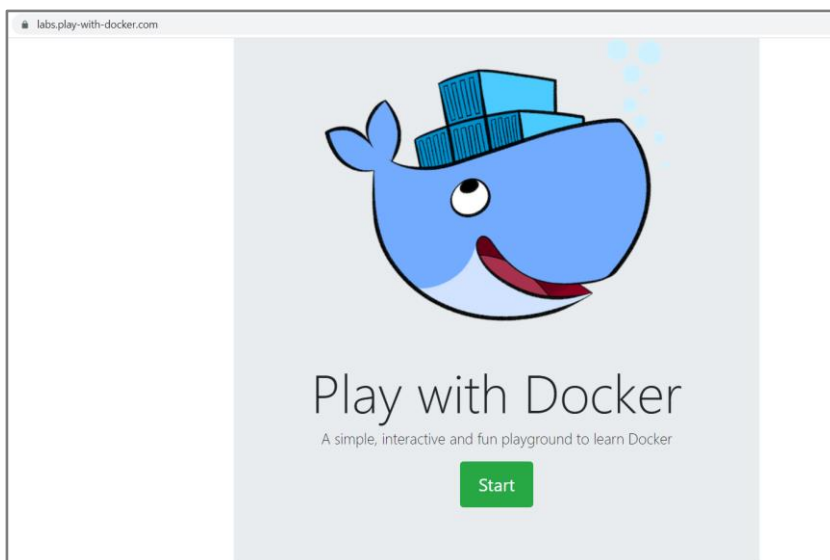 labs.play-with-docker.com
Play with Docker
A simple, interactive and fun playground to learn Docker
Start